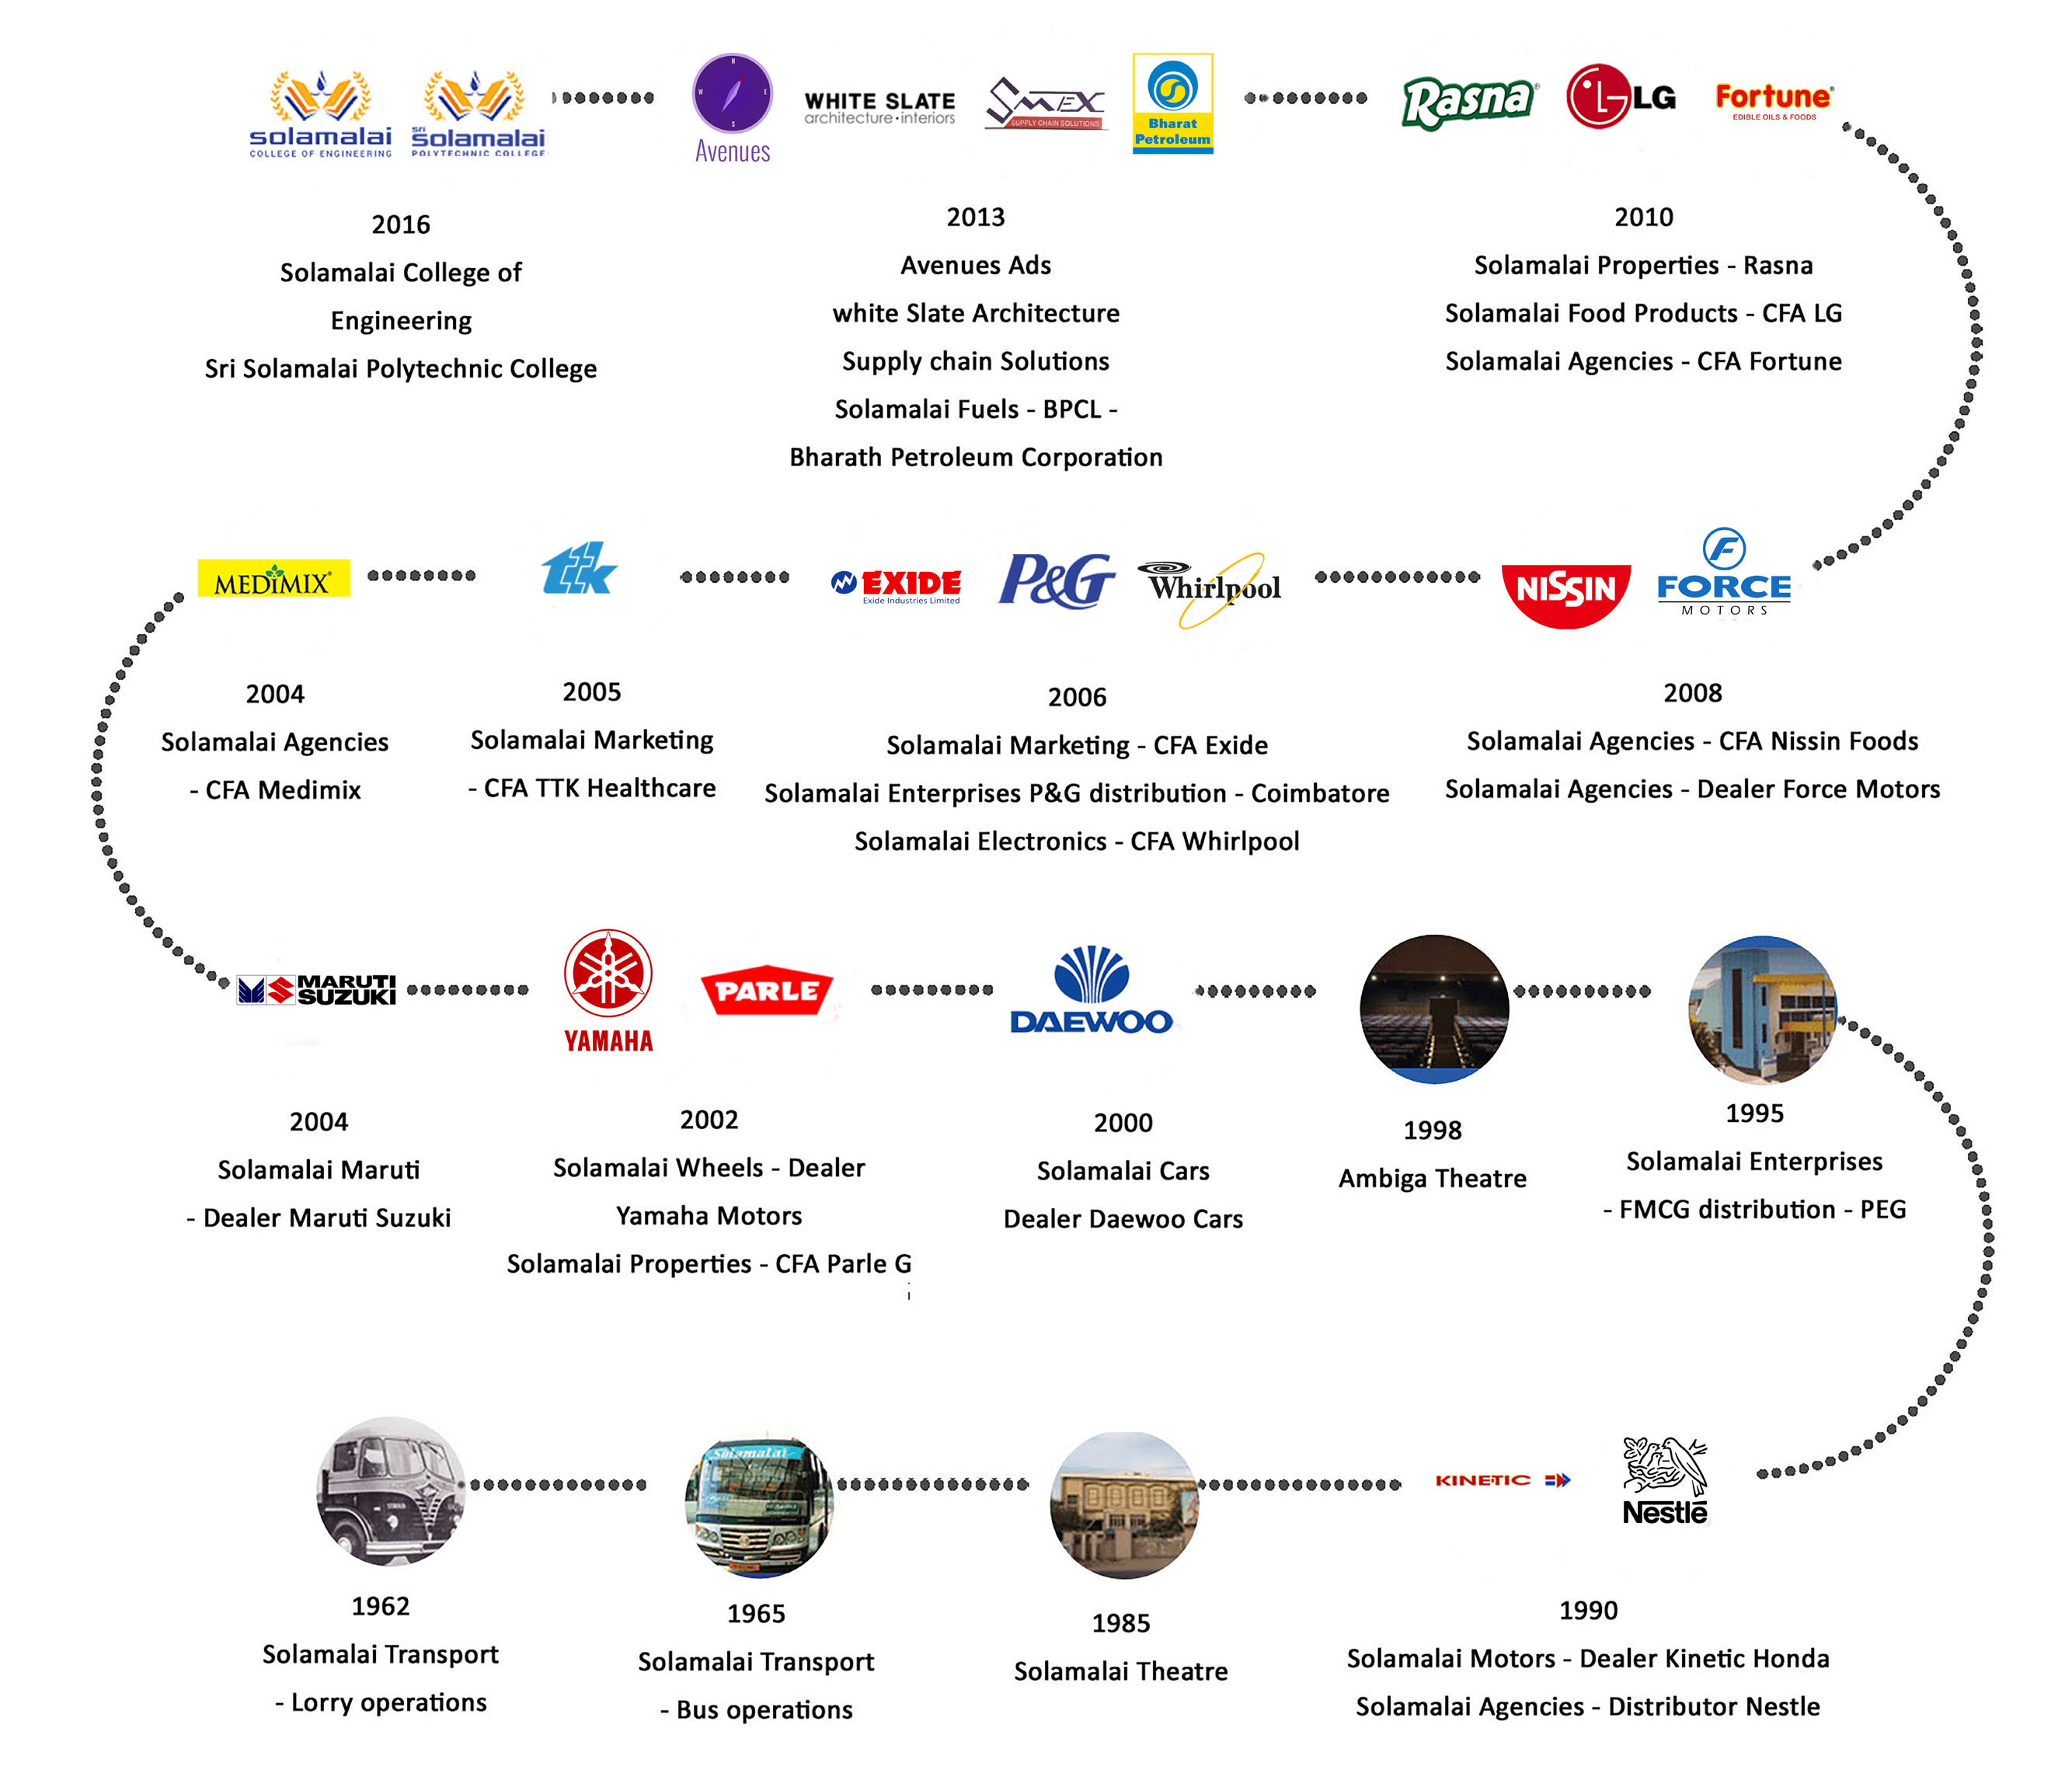 solamalai
COLLEGE OF ENGINEERING
sri
solamalai
POLYTECHNIC COLLEGE
N
W
E
S
Avenues
WHITE SLATE
architecture•interiors
SMEX
SUPPLY CHAIN SOLUTIONS
Bharat
Petroleum
Rasna®
LG
Fortune®
EDIBLE OILS & FOODS
2016
Solamalai College of
Engineering
Sri Solamalai Polytechnic College
2013
Avenues Ads
white Slate Architecture
Supply chain Solutions
Solamalai Fuels - BPCL -
Bharath Petroleum Corporation
2010
Solamalai Properties - Rasna
Solamalai Food Products - CFA LG
Solamalai Agencies - CFA Fortune
MEDIMIX®
ttk
EXIDE
Exide Industries Limited
P&G
Whirlpool
NISSIN
FORCE
MOTORS
2004
Solamalai Agencies
- CFA Medimix
2005
Solamalai Marketing
- CFA TTK Healthcare
2006
Solamalai Marketing - CFA Exide
Solamalai Enterprises P&G distribution - Coimbatore
Solamalai Electronics - CFA Whirlpool
2008
Solamalai Agencies - CFA Nissin Foods
Solamalai Agencies - Dealer Force Motors
MARUTI
SUZUKI
YAMAHA
PARLE
DAEWOO
2004
Solamalai Maruti
- Dealer Maruti Suzuki
2002
Solamalai Wheels - Dealer
Yamaha Motors
Solamalai Properties - CFA Parle G
2000
Solamalai Cars
Dealer Daewoo Cars
1998
Ambiga Theatre
1995
Solamalai Enterprises
- FMCG distribution - PEG
KINETIC
Nestlé
1962
Solamalai Transport
- Lorry operations
1965
Solamalai Transport
- Bus operations
1985
Solamalai Theatre
1990
Solamalai Motors - Dealer Kinetic Honda
Solamalai Agencies - Distributor Nestle